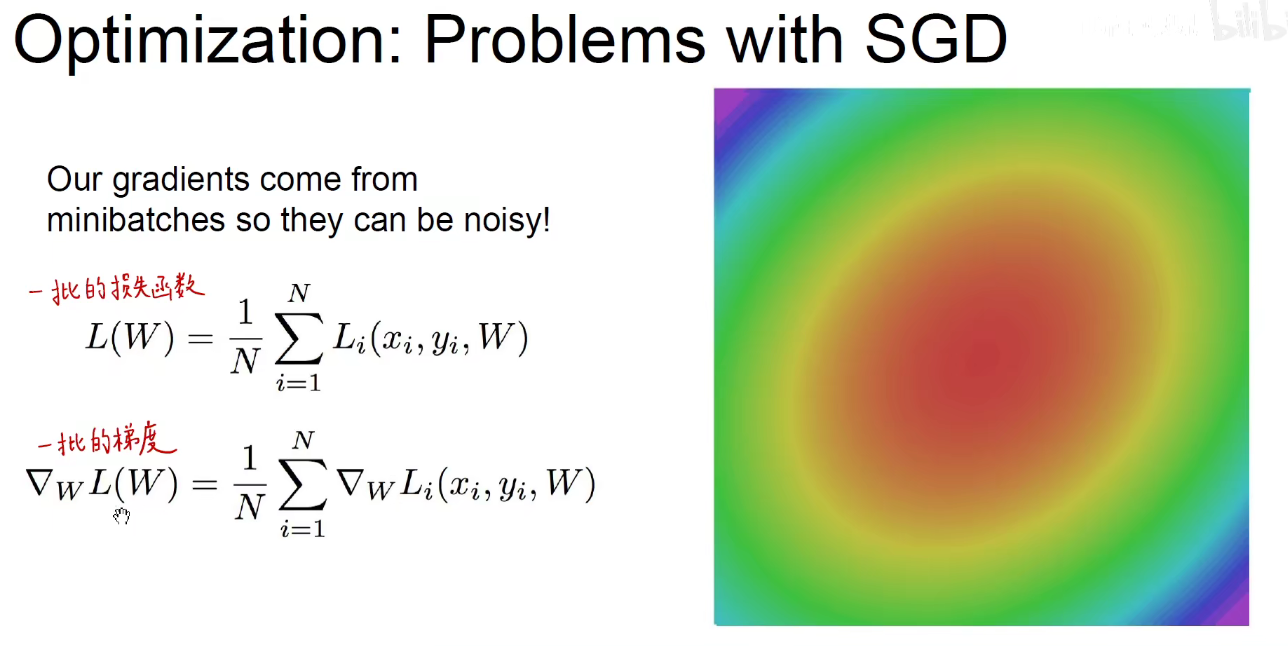 Optimization: Problems with SGD
bilibili
Our gradients come from
minibatches so they can be noisy!
一批的损失函数
L(W) = \frac{1}{N} \sum_{i=1}^{N} L_i(x_i, y_i, W)
一批的梯度
\nabla_W L(W) = \frac{1}{N} \sum_{i=1}^{N} \nabla_W L_i(x_i, y_i, W)